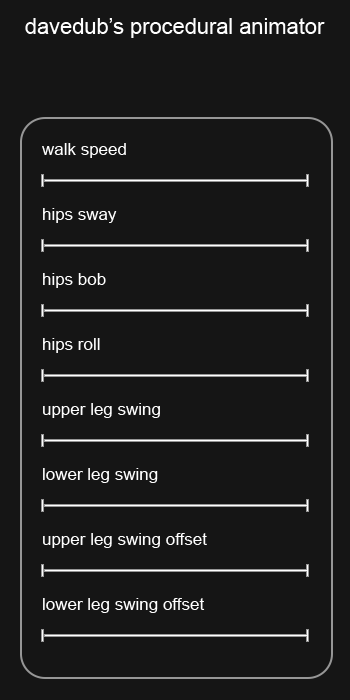 davedub’s procedural animator
walk speed
hips sway
hips bob
hips roll
upper leg swing
lower leg swing
upper leg swing offset
lower leg swing offset